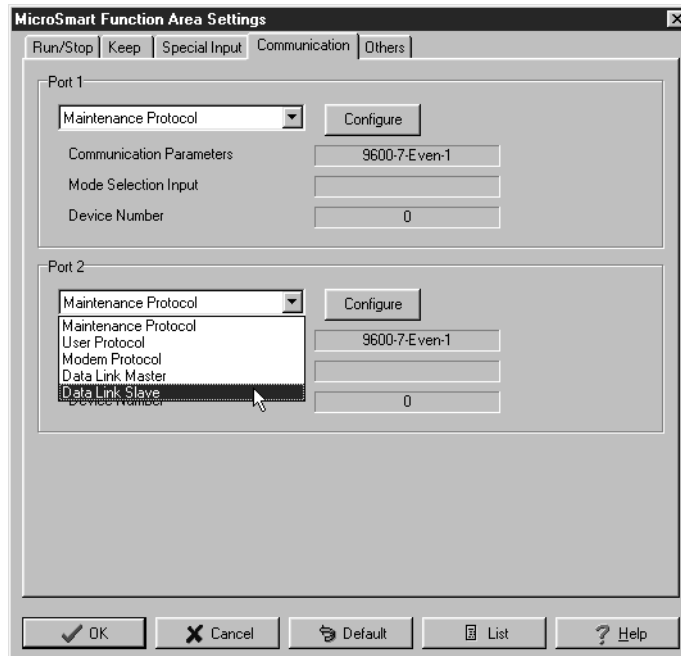 MicroSmart Function Area Settings
Run/Stop Keep Special Input Communication Others
Port 1
Maintenance Protocol Configure
Communication Parameters 9600-7-Even-1
Mode Selection Input
Device Number 0
Port 2
Maintenance Protocol Configure
Maintenance Protocol
User Protocol 9600-7-Even-1
Modem Protocol
Data Link Master
Data Link Slave
Device Number 0
OK Cancel Default List Help